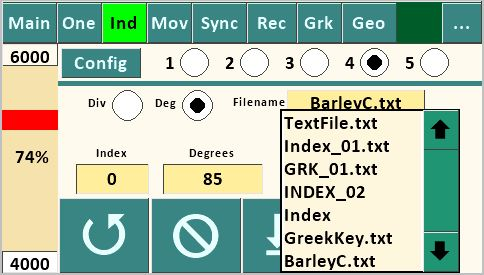 Main One Ind Mov Sync Rec Grk Geo ...
6000
Config 1 2 3 4 5
Div Deg Filename BarleyC.txt
TextFile.txt
Index_01.txt
GRK_01.txt
INDEX_02
Index
GreekKey.txt
BarleyC.txt
74%
Index Degrees
0 85
4000